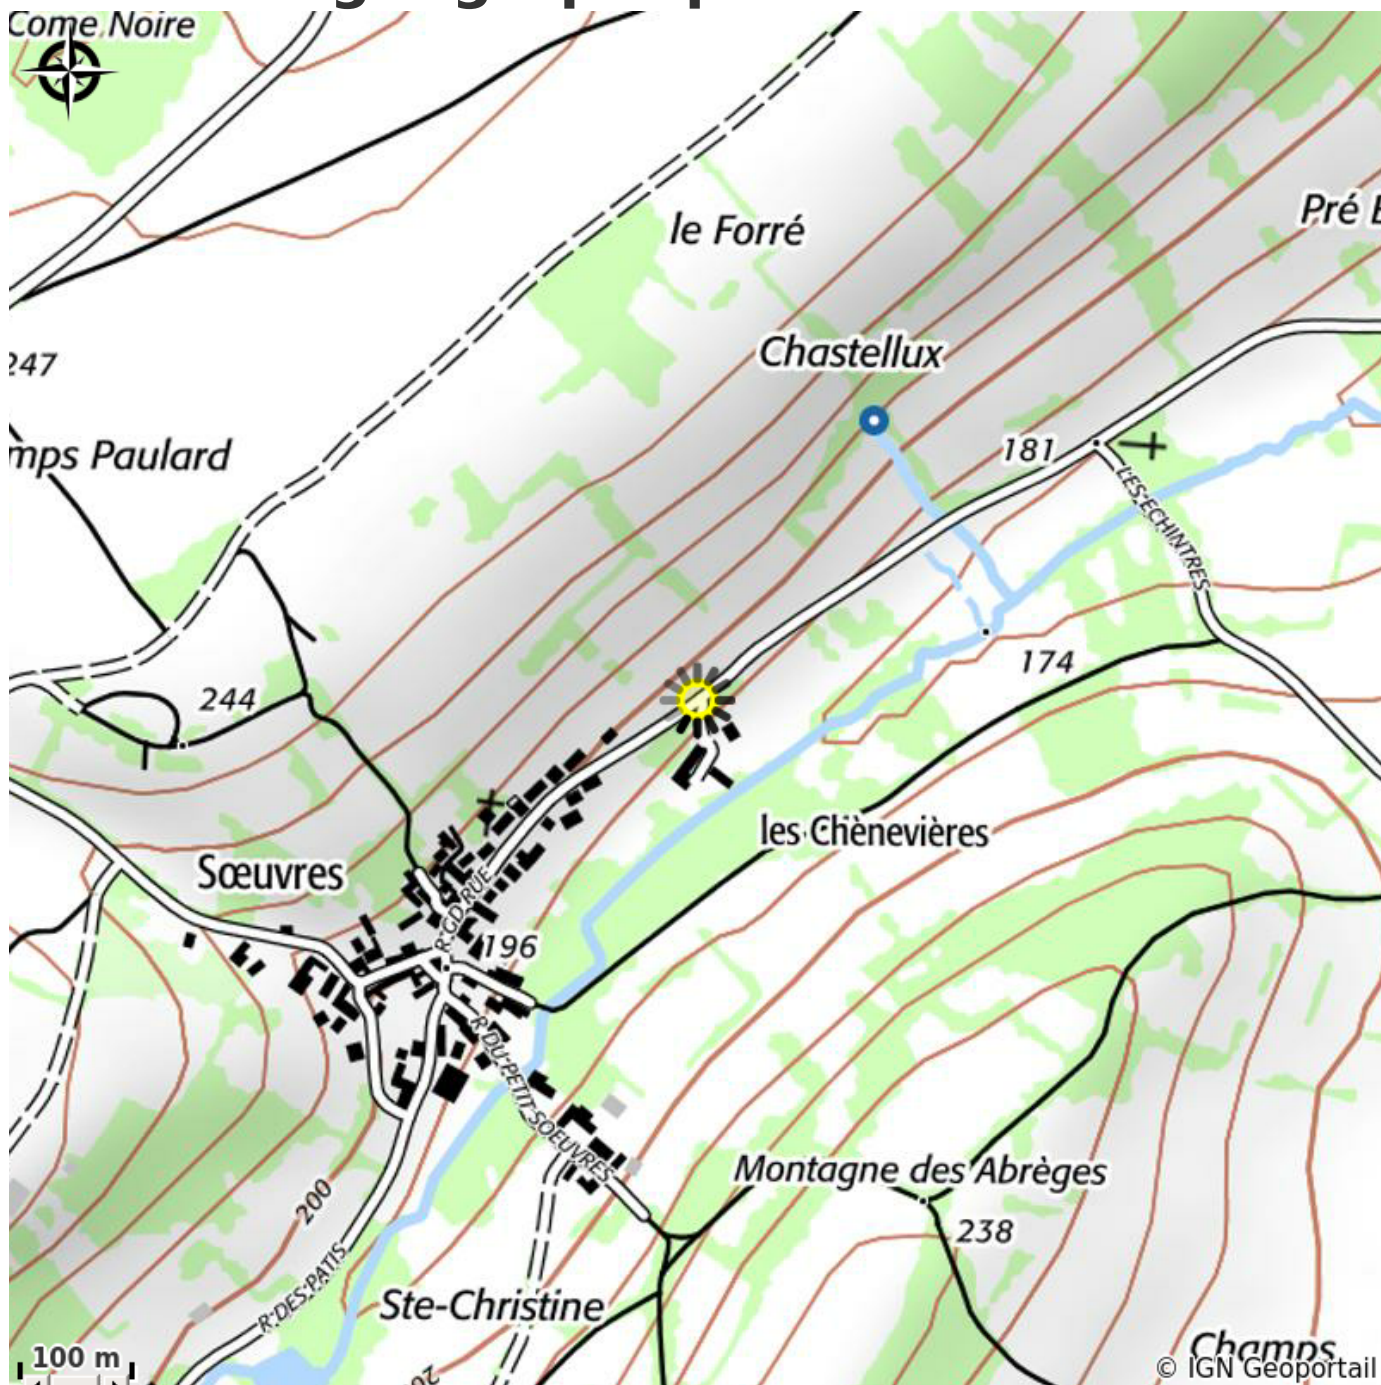 Come Noire
le Forré
Pré
Chastellux
247
181
mps Paulard
LES ECHINTRES
174
244
les Chènevières
Sœuvres
R GD RUE
196
R DU PETIT SOEUVRES
Montagne des Abrèges
200
238
R DES PATIS
Ste-Christine
Champs
100 m
© IGN Geoportail